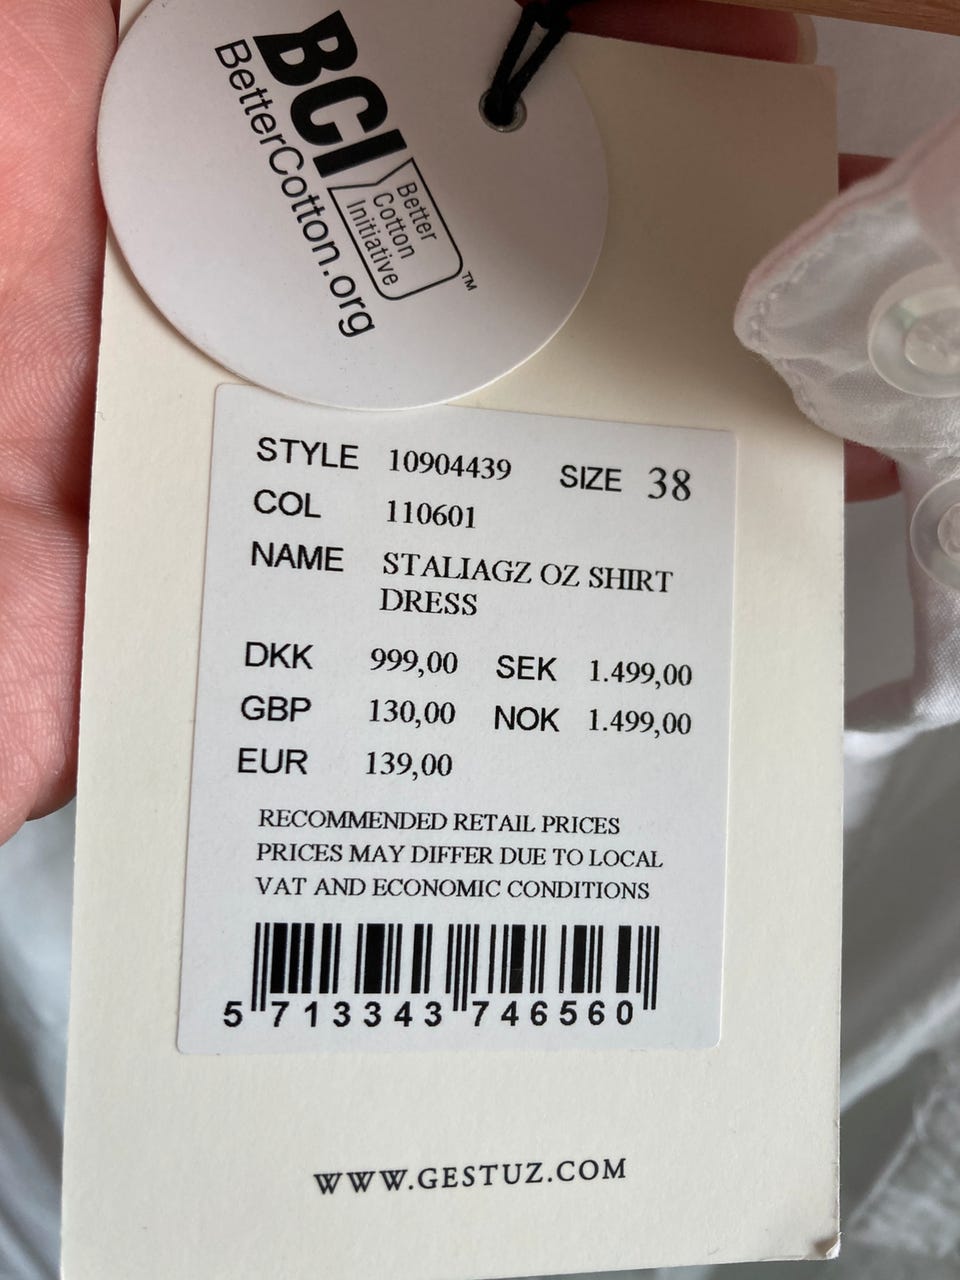 BCI
Better
Cotton
Initiative
™
BetterCotton.org
STYLE 10904439 SIZE 38
COL 110601
NAME STALIAGZ OZ SHIRT
DRESS
DKK 999,00 SEK 1.499,00
GBP 130,00 NOK 1.499,00
EUR 139,00
RECOMMENDED RETAIL PRICES
PRICES MAY DIFFER DUE TO LOCAL
VAT AND ECONOMIC CONDITIONS
5 713343 746560
WWW.GESTUZ.COM